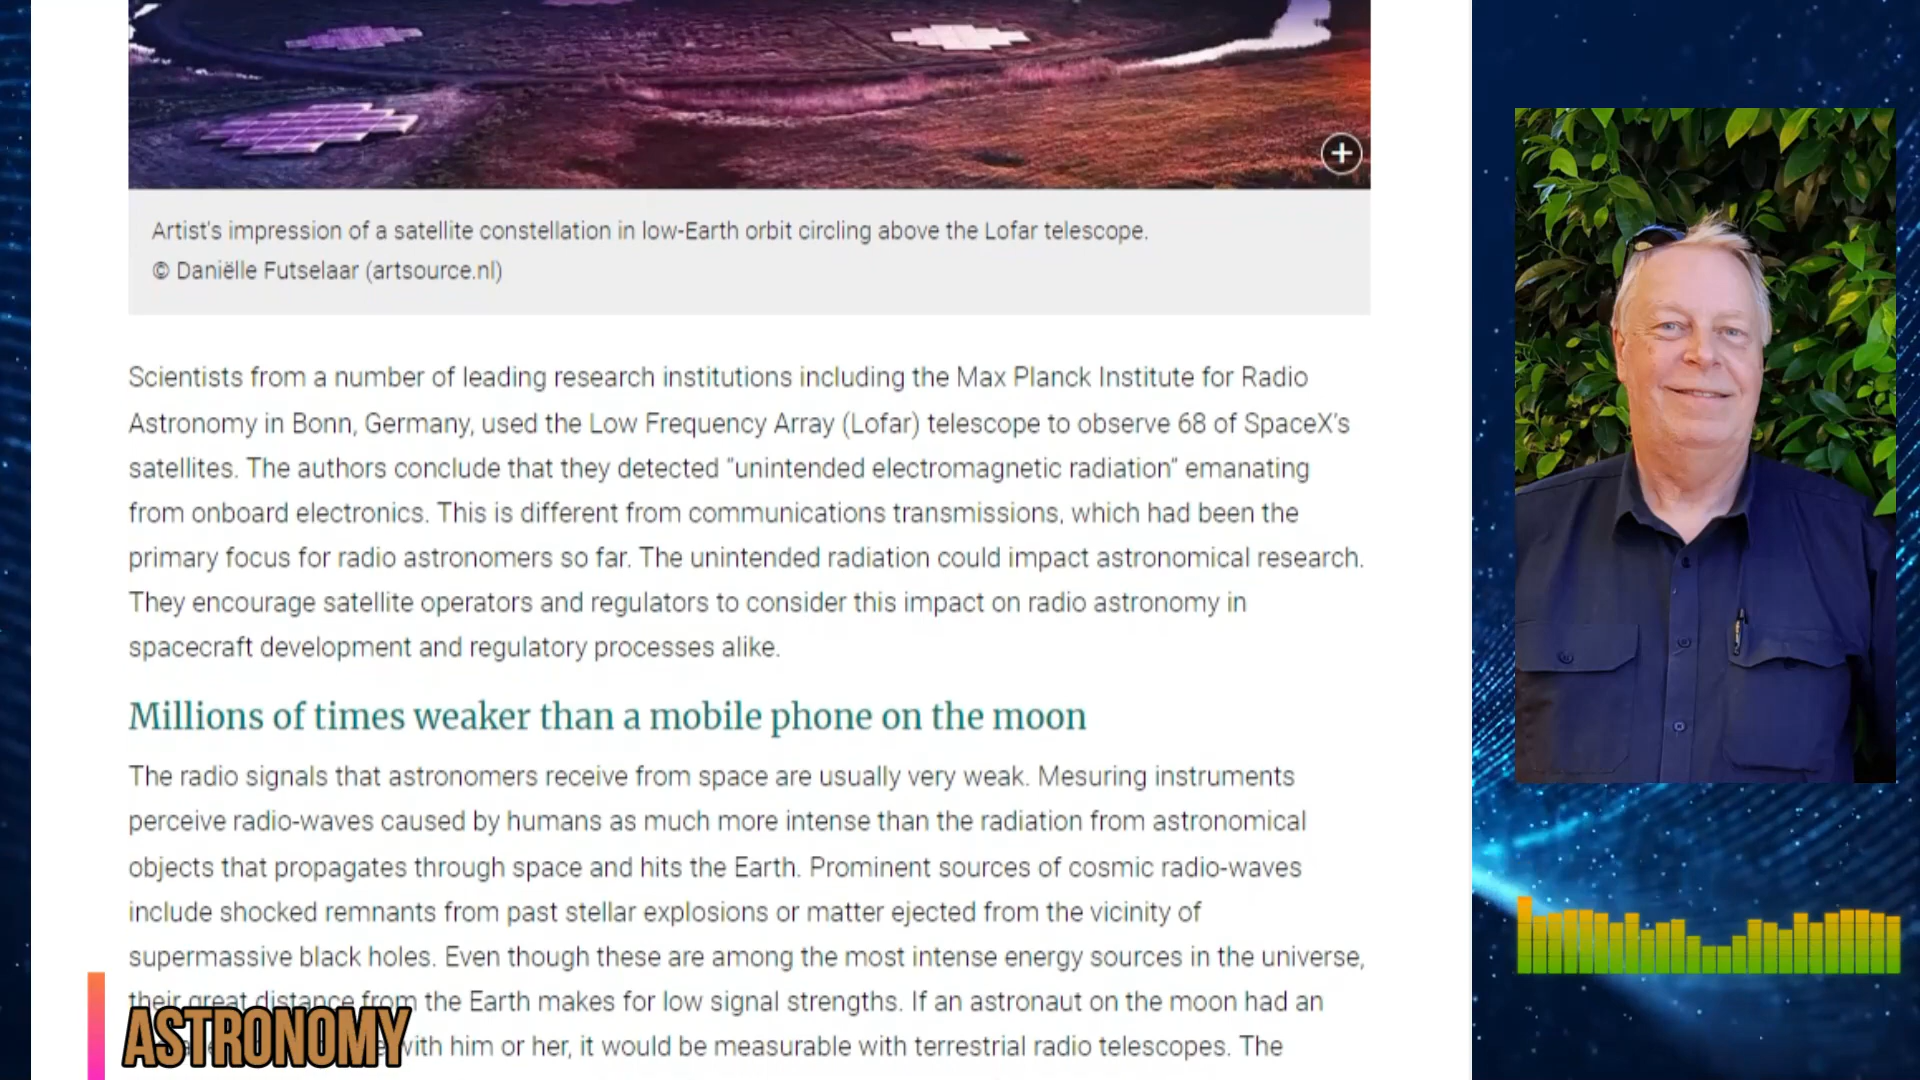 Artist's impression of a satellite constellation in low-Earth orbit circling above the Lofar telescope.
© Daniëlle Futselaar (artsource.nl)
Scientists from a number of leading research institutions including the Max Planck Institute for Radio
Astronomy in Bonn, Germany, used the Low Frequency Array (Lofar) telescope to observe 68 of SpaceX's
satellites. The authors conclude that they detected "unintended electromagnetic radiation" emanating
from onboard electronics. This is different from communications transmissions, which had been the
primary focus for radio astronomers so far. The unintended radiation could impact astronomical research.
They encourage satellite operators and regulators to consider this impact on radio astronomy in
spacecraft development and regulatory processes alike.
Millions of times weaker than a mobile phone on the moon
The radio signals that astronomers receive from space are usually very weak. Mesuring instruments
perceive radio-waves caused by humans as much more intense than the radiation from astronomical
objects that propagates through space and hits the Earth. Prominent sources of cosmic radio-waves
include shocked remnants from past stellar explosions or matter ejected from the vicinity of
supermassive black holes. Even though these are among the most intense energy sources in the universe,
their great distance from the Earth makes for low signal strengths. If an astronaut on the moon had an
with him or her, it would be measurable with terrestrial radio telescopes. The
ASTRONOMY